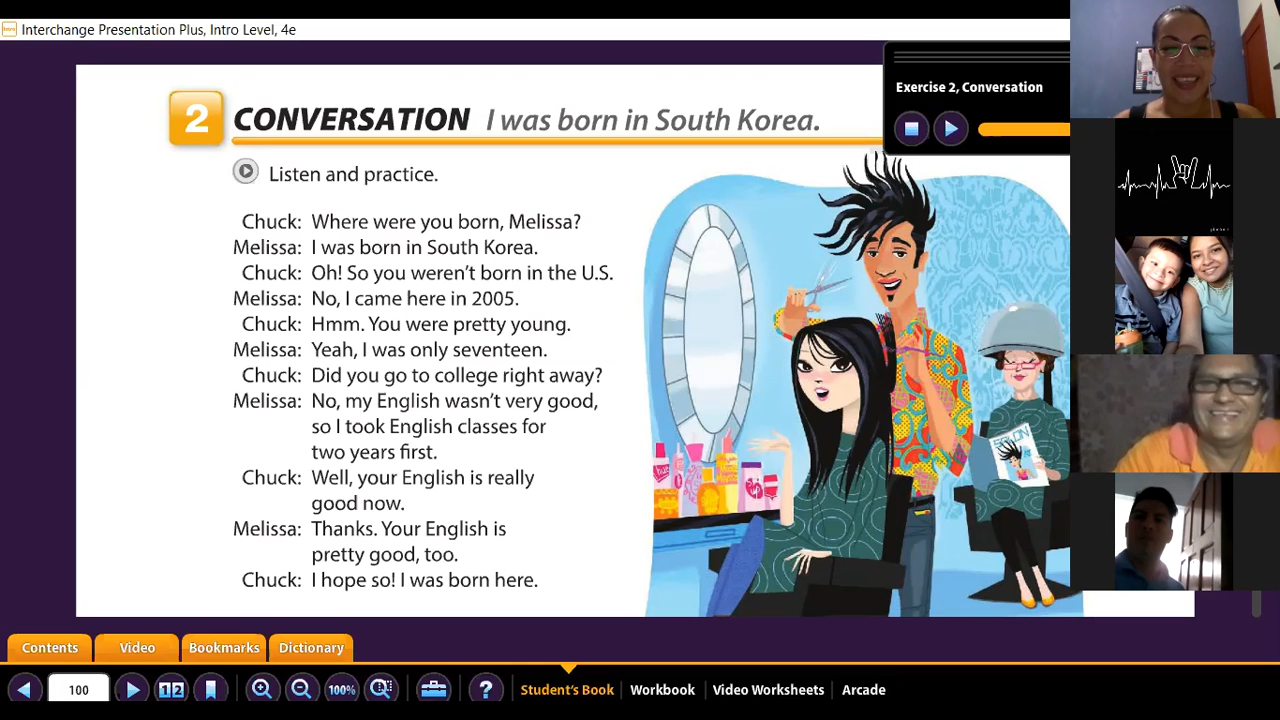 Interchange Presentation Plus, Intro Level, 4e
Exercise 2, Conversation
2 CONVERSATION I was born in South Korea.
Listen and practice.
Chuck: Where were you born, Melissa?
Melissa: I was born in South Korea.
Chuck: Oh! So you weren't born in the U.S.
Melissa: No, I came here in 2005.
Chuck: Hmm. You were pretty young.
Melissa: Yeah, I was only seventeen.
Chuck: Did you go to college right away?
Melissa: No, my English wasn't very good,
so I took English classes for
two years first.
Chuck: Well, your English is really
good now.
Melissa: Thanks. Your English is
pretty good, too.
Chuck: I hope so! I was born here.
SALON
Contents Video Bookmarks Dictionary
100 1 2 100% ? Student's Book Workbook Video Worksheets Arcade